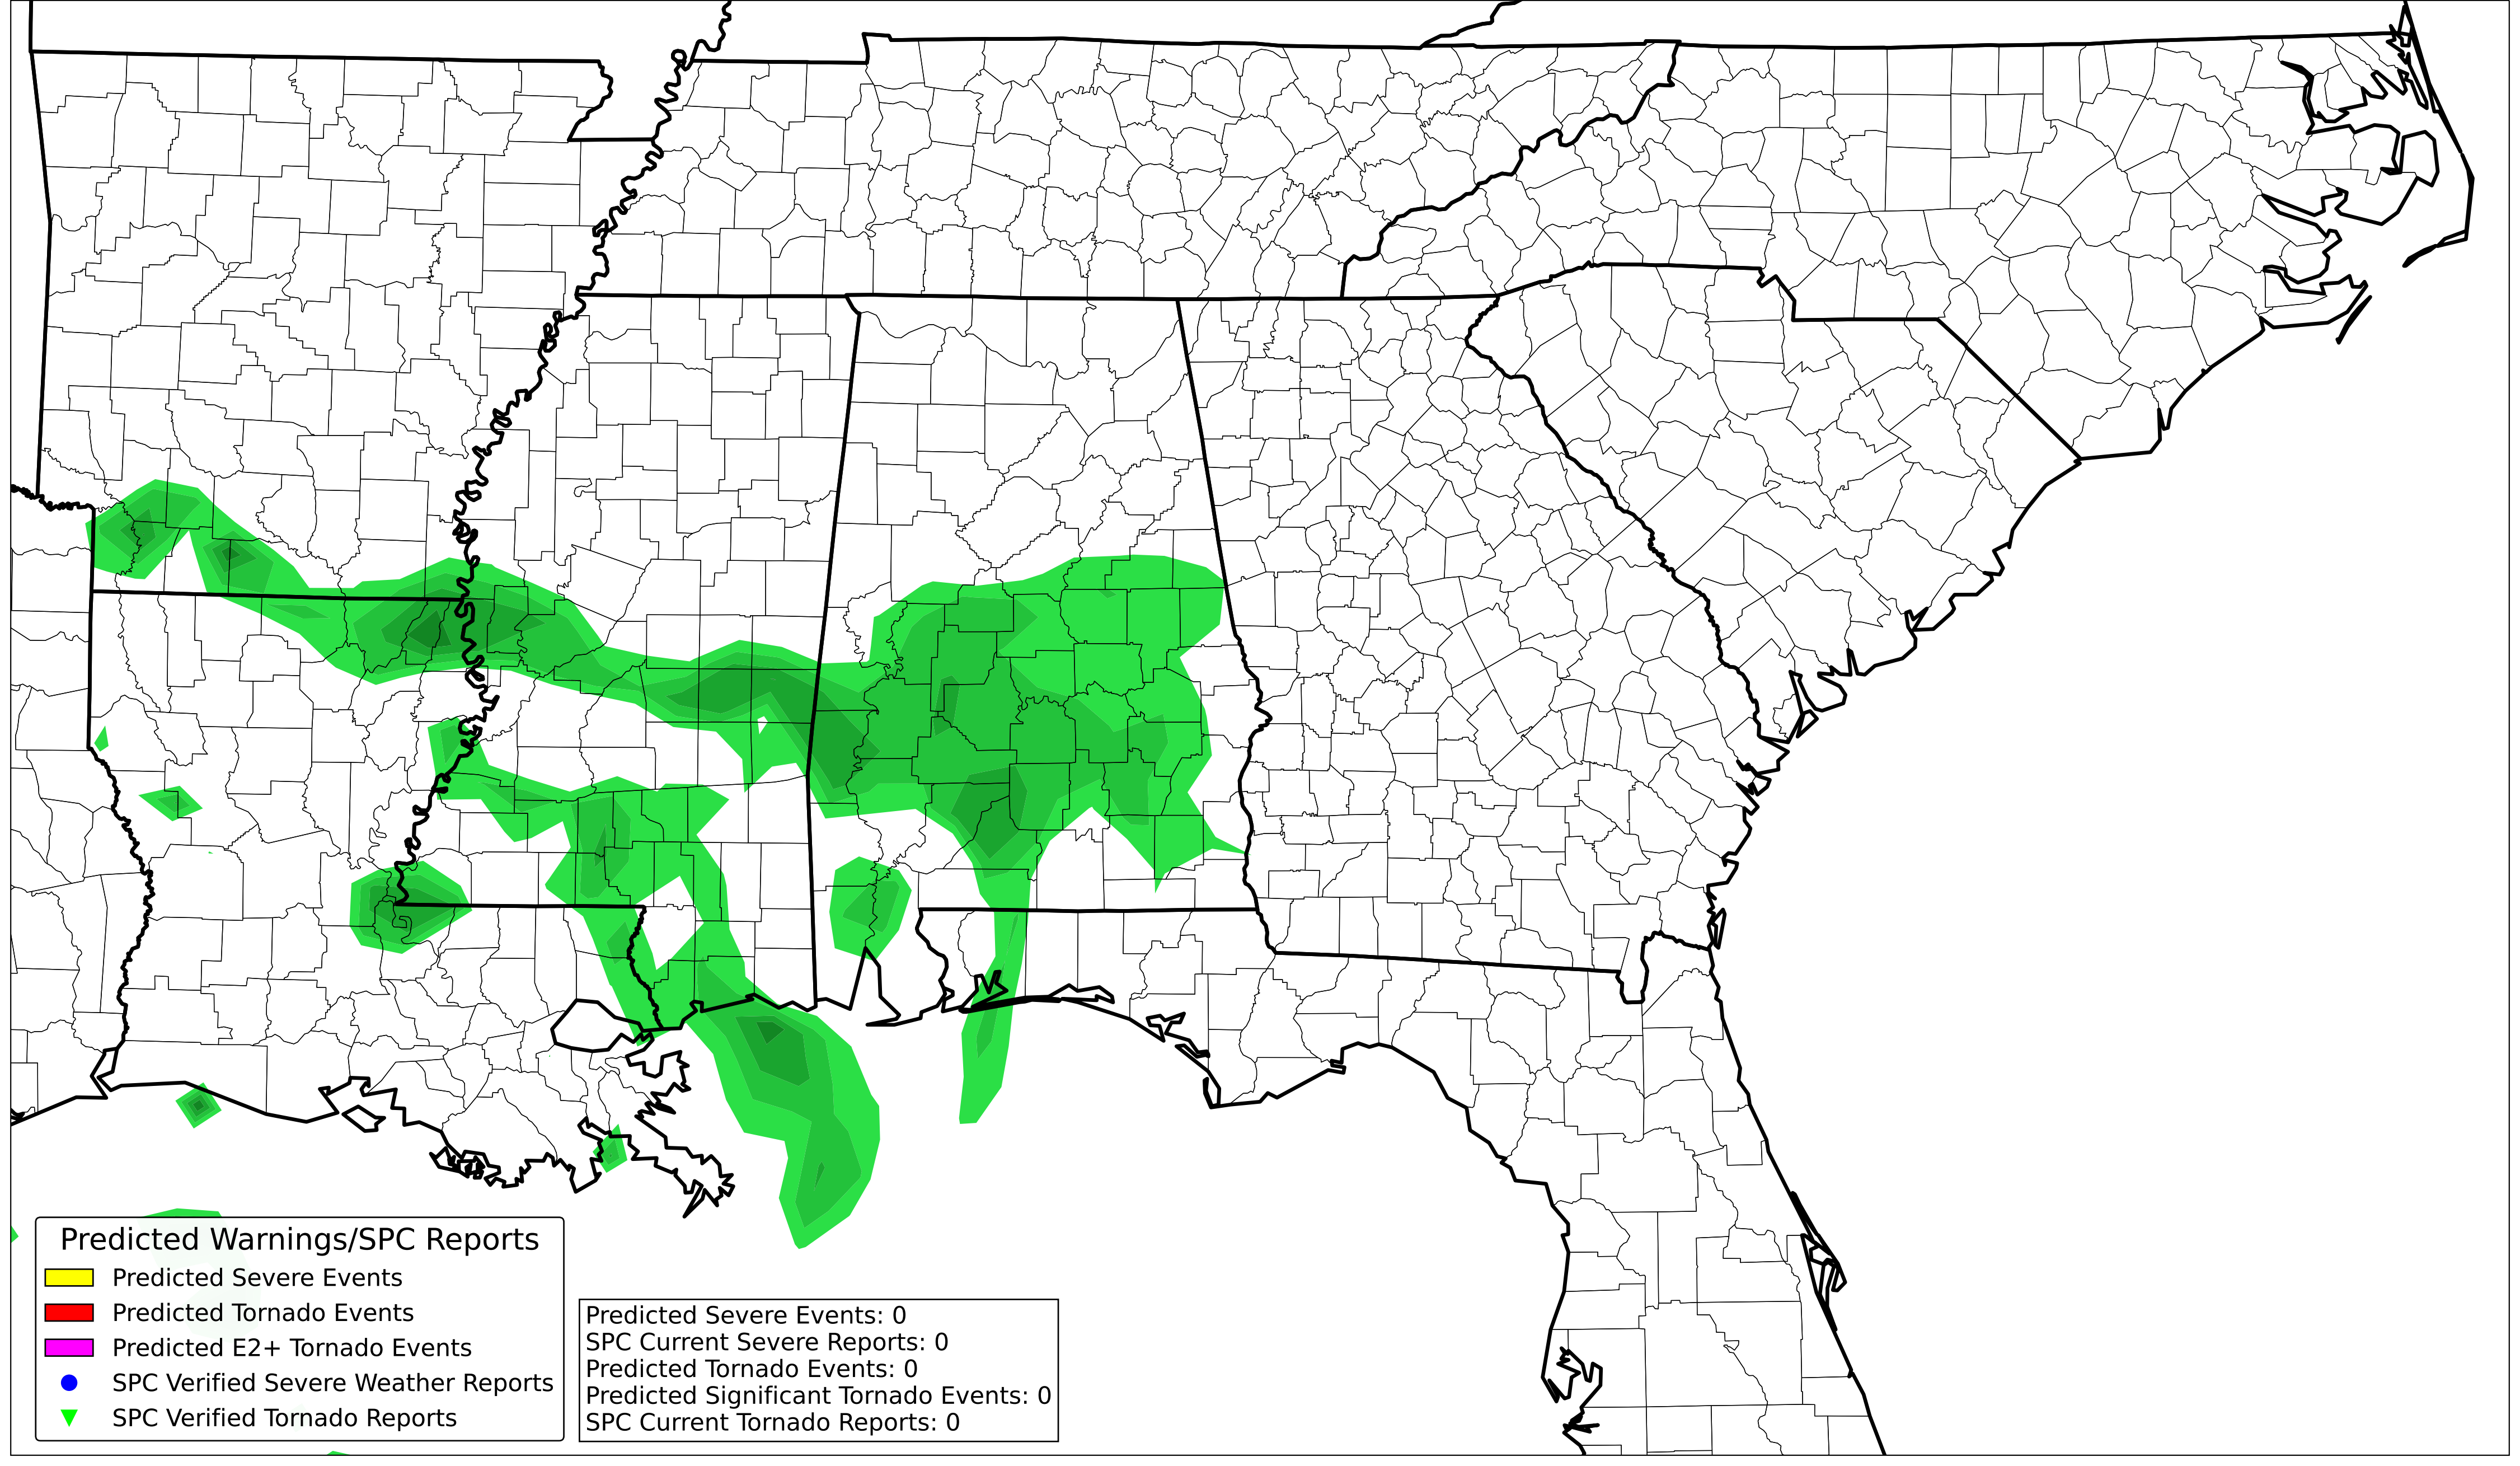 Predicted Warnings/SPC Reports
Predicted Severe Events
Predicted Tornado Events
Predicted E2+ Tornado Events
SPC Verified Severe Weather Reports
SPC Verified Tornado Reports
Predicted Severe Events: 0
SPC Current Severe Reports: 0
Predicted Tornado Events: 0
Predicted Significant Tornado Events: 0
SPC Current Tornado Reports: 0